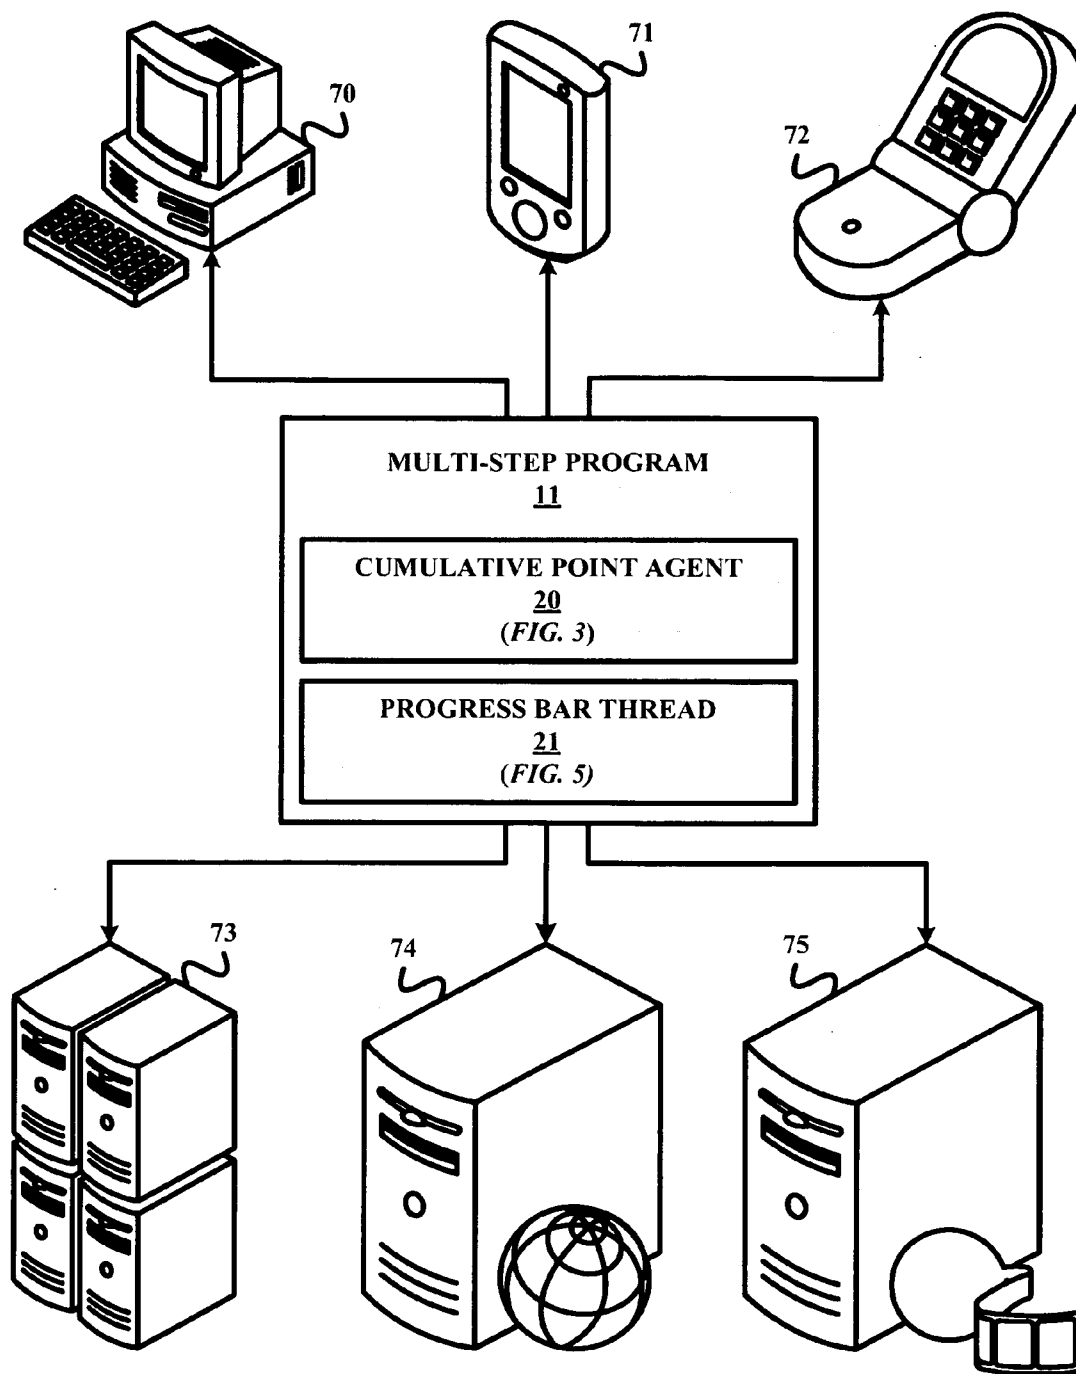 71
70
72
MULTI-STEP PROGRAM
11
CUMULATIVE POINT AGENT
20
(FIG. 3)
PROGRESS BAR THREAD
21
(FIG. 5)
73
74
75